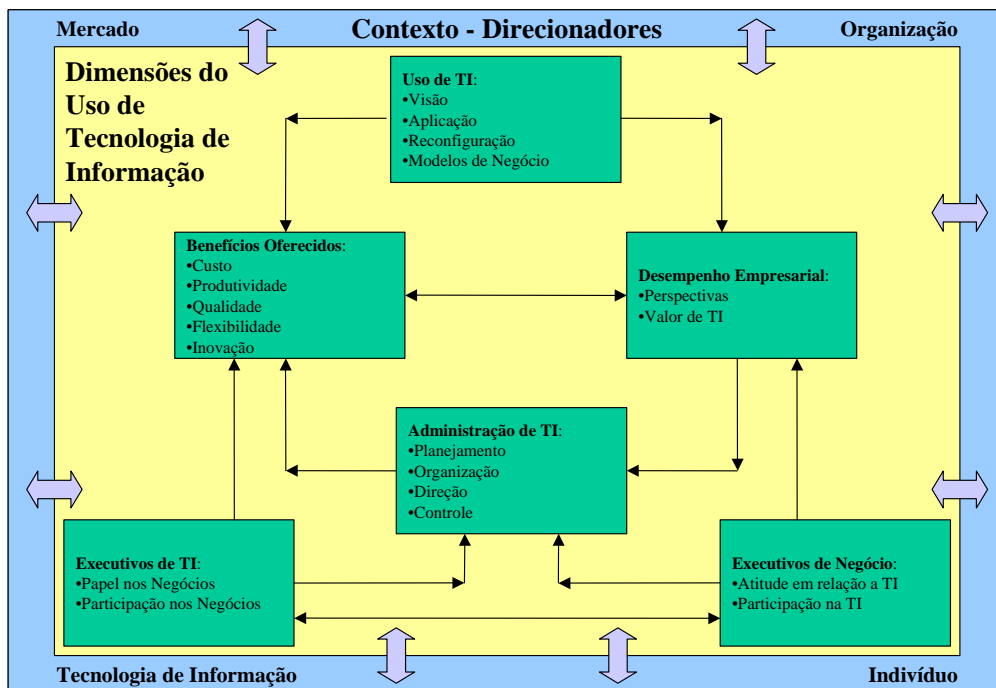 Mercado
Contexto - Direcionadores
Organização
Dimensões do
Uso de
Tecnologia de
Informação
Uso de TI:
•Visão
•Aplicação
•Reconfiguração
•Modelos de Negócio
Benefícios Oferecidos:
•Custo
•Produtividade
•Qualidade
•Flexibilidade
•Inovação
Desempenho Empresarial:
•Perspectivas
•Valor de TI
Administração de TI:
•Planejamento
•Organização
•Direção
•Controle
Executivos de TI:
•Papel nos Negócios
•Participação nos Negócios
Executivos de Negócio:
•Atitude em relação a TI
•Participação na TI
Tecnologia de Informação
Indivíduo